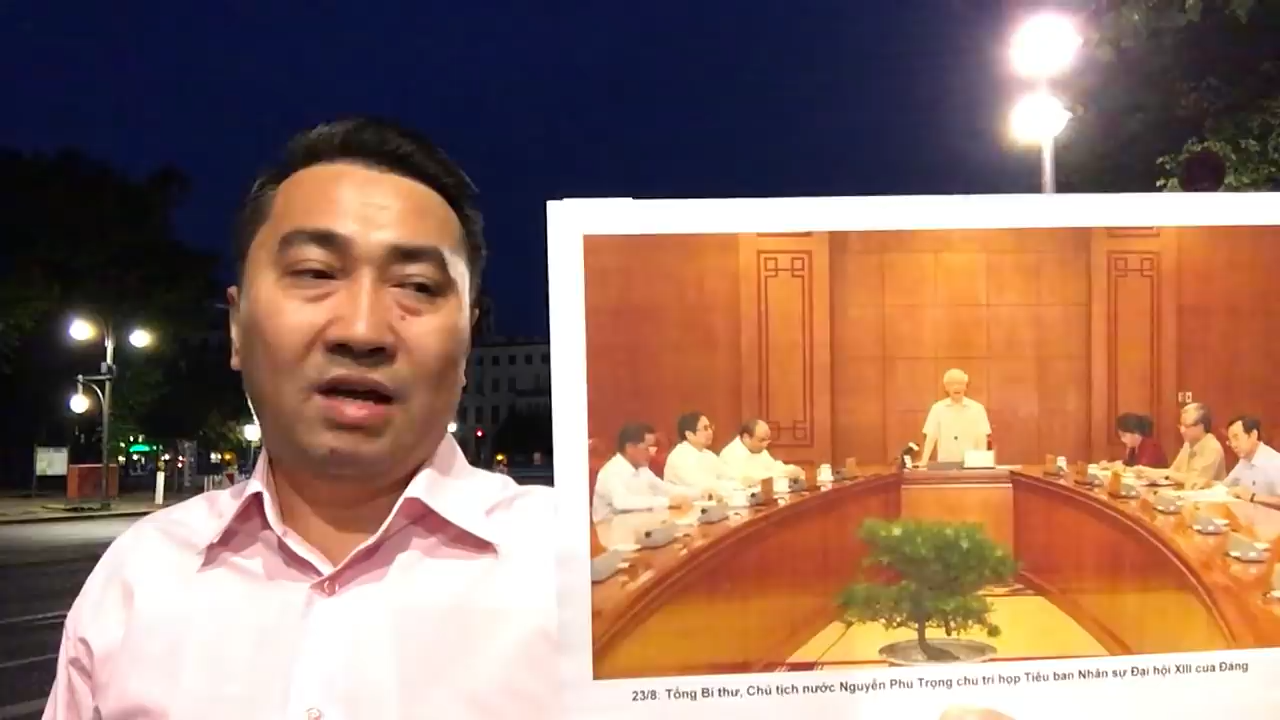 23/8: Tổng Bí thư, Chủ tịch nước Nguyễn Phú Trọng chủ trì họp Tiểu ban Nhân sự Đại hội XIII của Đảng